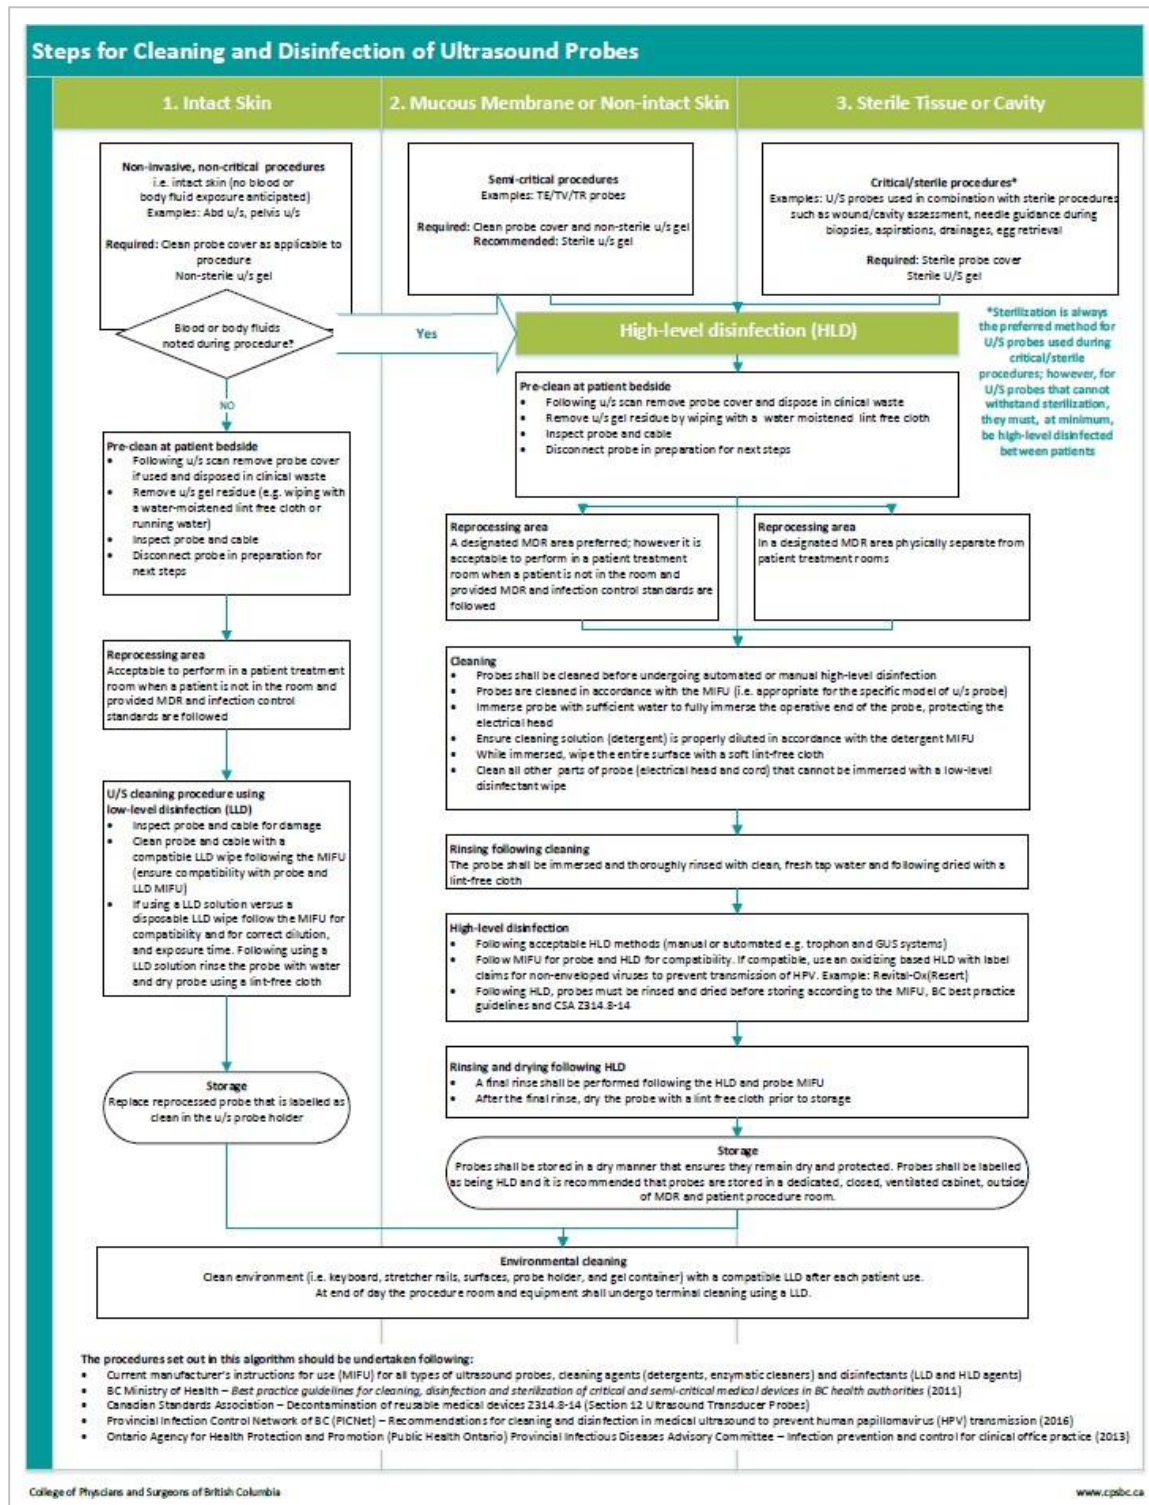 Steps for Cleaning and Disinfection of Ultrasound Probes
1. Intact Skin
2. Mucous Membrane or Non-intact Skin
3. Sterile Tissue or Cavity
Non-invasive, non-critical procedures
i.e. intact skin (no blood or
body fluid exposure anticipated)
Examples: Abd u/s, pelvis u/s
Required: Clean probe cover as applicable to
procedure
Non-sterile u/s gel
Blood or body fluids
noted during procedure?
Yes
NO
Semi-critical procedures
Examples: TE/TV/TR probes
Required: Clean probe cover and non-sterile u/s gel
Recommended: Sterile u/s gel
Critical/sterile procedures*
Examples: U/S probes used in combination with sterile procedures
such as wound/cavity assessment, needle guidance during
biopsies, aspirations, drainages, egg retrieval
Required: Sterile probe cover
Sterile U/S gel
High-level disinfection (HLD)
*Sterilization is always
the preferred method for
U/S probes used during
critical/sterile
procedures; however, for
U/S probes that cannot
withstand sterilization,
they must, at minimum,
be high-level disinfected
between patients
Pre-clean at patient bedside
• Following u/s scan remove probe cover
if used and disposed in clinical waste
• Remove u/s gel residue (e.g. wiping with
a water-moistened lint free cloth or
running water)
• Inspect probe and cable
• Disconnect probe in preparation for
next steps
Reprocessing area
Acceptable to perform in a patient treatment
room when a patient is not in the room and
provided MDR and infection control
standards are followed
U/S cleaning procedure using
low-level disinfection (LLD)
• Inspect probe and cable for damage
• Clean probe and cable with a
compatible LLD wipe following the MIFU
(ensure compatibility with probe and
LLD MIFU)
• If using a LLD solution versus a
disposable LLD wipe follow the MIFU for
compatibility and for correct dilution,
and exposure time. Following using a
LLD solution rinse the probe with water
and dry probe using a lint-free cloth
Storage
Replace reprocessed probe that is labelled as
clean in the u/s probe holder
Pre-clean at patient bedside
• Following u/s scan remove probe cover and dispose in clinical waste
• Remove u/s gel residue by wiping with a water moistened lint free cloth
• Inspect probe and cable
• Disconnect probe in preparation for next steps
Reprocessing area
A designated MDR area preferred; however it is
acceptable to perform in a patient treatment
room when a patient is not in the room and
provided MDR and infection control standards are
followed
Reprocessing area
In a designated MDR area physically separate from
patient treatment rooms
Cleaning
• Probes shall be cleaned before undergoing automated or manual high-level disinfection
• Probes are cleaned in accordance with the MIFU (i.e. appropriate for the specific model of u/s probe)
• Immerse probe with sufficient water to fully immerse the operative end of the probe, protecting the
electrical head
• Ensure cleaning solution (detergent) is properly diluted in accordance with the detergent MIFU
• While immersed, wipe the entire surface with a soft lint-free cloth
• Clean all other parts of probe (electrical head and cord) that cannot be immersed with a low-level
disinfectant wipe
Rinsing following cleaning
The probe shall be immersed and thoroughly rinsed with clean, fresh tap water and following dried with a
lint-free cloth
High-level disinfection
• Following acceptable HLD methods (manual or automated e.g. trophon and GUS systems)
• Follow MIFU for probe and HLD for compatibility. If compatible, use an oxidizing based HLD with label
claims for non-enveloped viruses to prevent transmission of HPV. Example: Revital-Ox(Resert)
• Following HLD, probes must be rinsed and dried before storing according to the MIFU, BC best practice
guidelines and CSA Z314.8-14
Rinsing and drying following HLD
• A final rinse shall be performed following the HLD and probe MIFU
• After the final rinse, dry the probe with a lint free cloth prior to storage
Storage
Probes shall be stored in a dry manner that ensures they remain dry and protected. Probes shall be labelled
as being HLD and it is recommended that probes are stored in a dedicated, closed, ventilated cabinet, outside
of MDR and patient procedure room.
Environmental cleaning
Clean environment (i.e. keyboard, stretcher rails, surfaces, probe holder, and gel container) with a compatible LLD after each patient use.
At end of day the procedure room and equipment shall undergo terminal cleaning using a LLD.
The procedures set out in this algorithm should be undertaken following:
• Current manufacturer's instructions for use (MIFU) for all types of ultrasound probes, cleaning agents (detergents, enzymatic cleaners) and disinfectants (LLD and HLD agents)
• BC Ministry of Health – Best practice guidelines for cleaning, disinfection and sterilization of critical and semi-critical medical devices in BC health authorities (2011)
• Canadian Standards Association – Decontamination of reusable medical devices Z314.8-14 (Section 12 Ultrasound Transducer Probes)
• Provincial Infection Control Network of BC (PICNet) – Recommendations for cleaning and disinfection in medical ultrasound to prevent human papillomavirus (HPV) transmission (2016)
• Ontario Agency for Health Protection and Promotion (Public Health Ontario) Provincial Infectious Diseases Advisory Committee – Infection prevention and control for clinical office practice (2013)
College of Physicians and Surgeons of British Columbia
www.cpsbc.ca